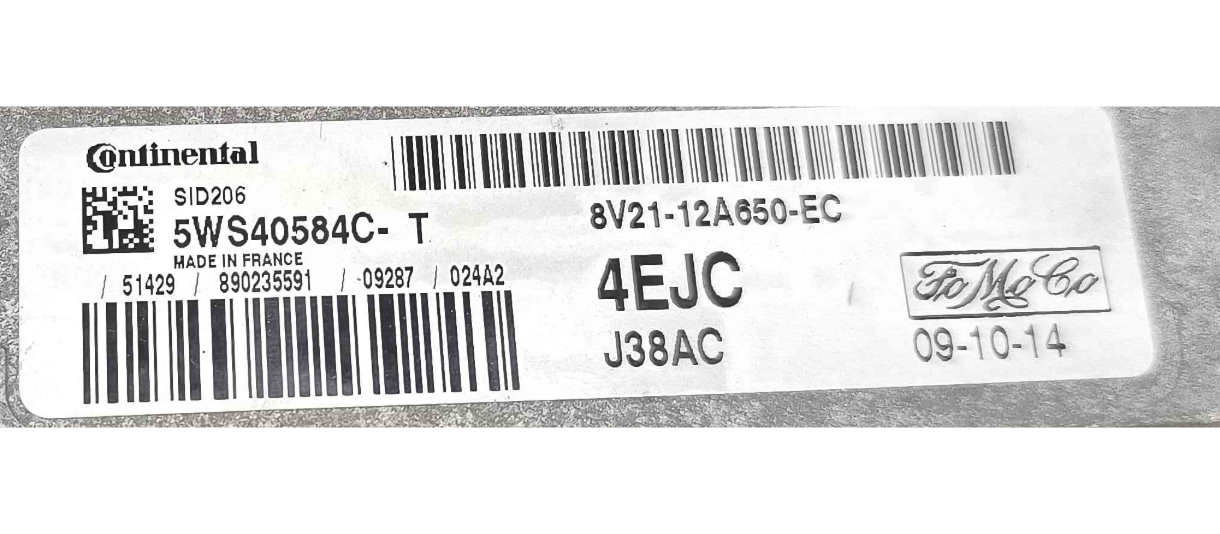 Continental
SID206
5WS40584C- T
MADE IN FRANCE
/ 51429 / 890235591 / 09287 / 024A2
8V21-12A650-EC
4EJC
J38AC
FoMoCo
09-10-14